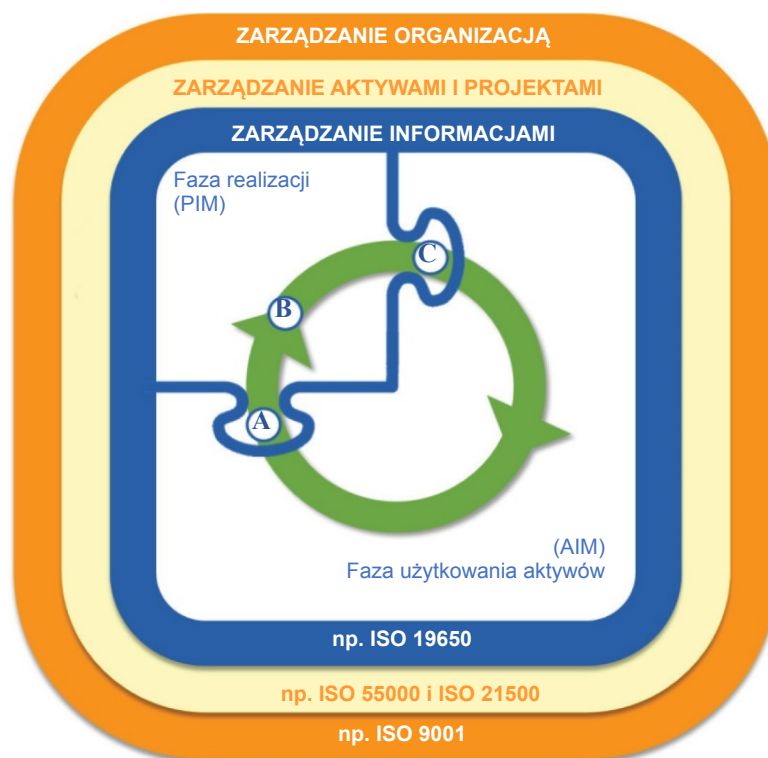 ZARZĄDZANIE ORGANIZACJĄ
ZARZĄDZANIE AKTYWAMI I PROJEKTAMI
ZARZĄDZANIE INFORMACJAMI
Faza realizacji
(PIM)
C
B
A
(AIM)
Faza użytkowania aktywów
np. ISO 19650
np. ISO 55000 i ISO 21500
np. ISO 9001